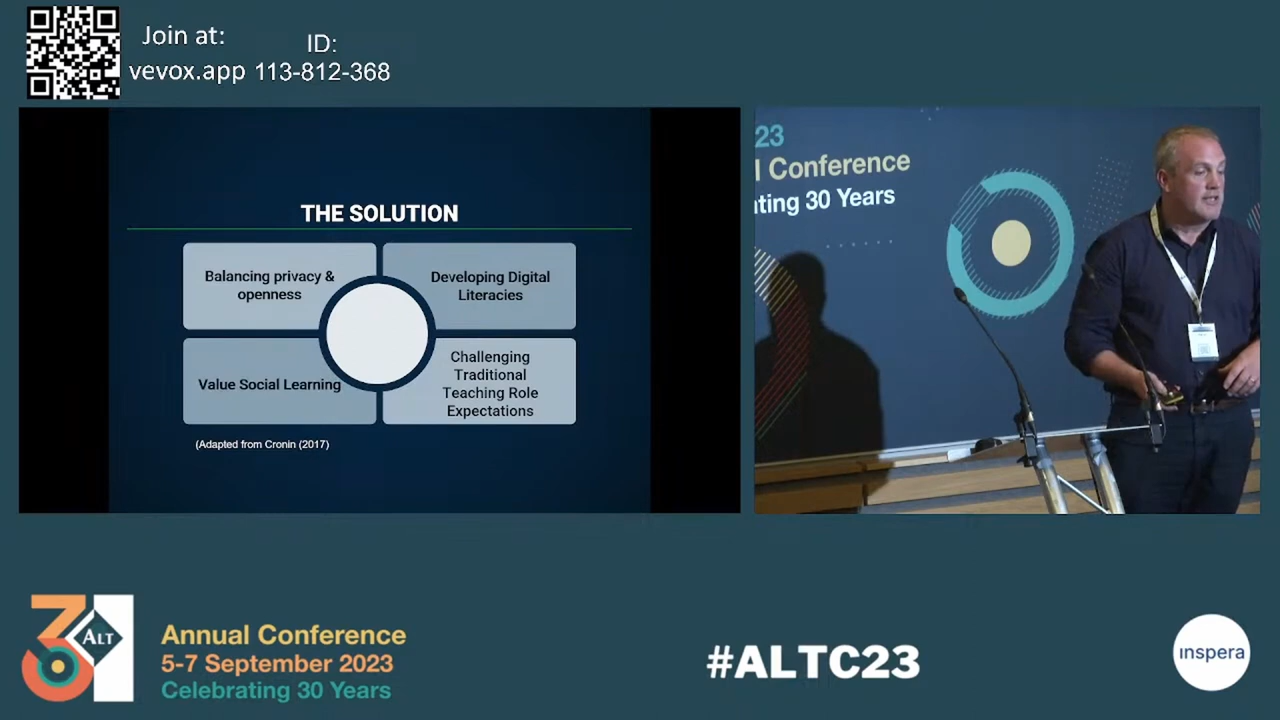 Join at:
vevox.app
ID:
113-812-368
THE SOLUTION
Balancing privacy &
openness
Developing Digital
Literacies
Value Social Learning
Challenging
Traditional
Teaching Role
Expectations
(Adapted from Cronin (2017)
23
l Conference
ting 30 Years
ALT
Annual Conference
5-7 September 2023
Celebrating 30 Years
#ALTC23
inspera